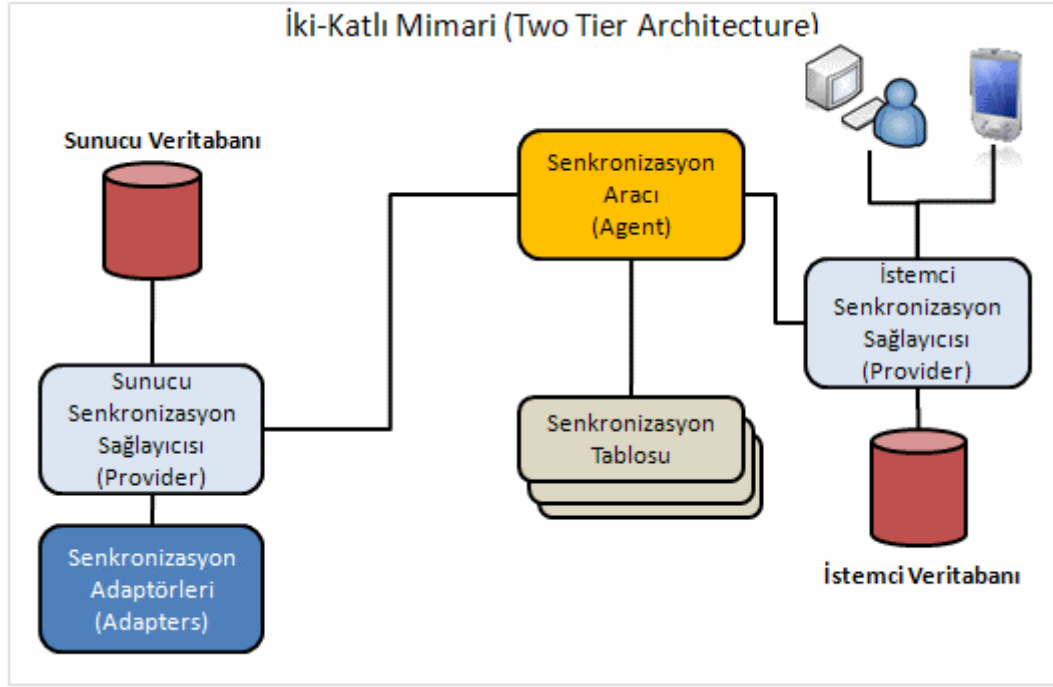 İki-Katlı Mimari (Two Tier Architecture)
Sunucu Veritabanı
Senkronizasyon
Aracı
(Agent)
İstemci
Senkronizasyon
Sağlayıcısı
(Provider)
Sunucu
Senkronizasyon
Sağlayıcısı
(Provider)
Senkronizasyon
Tablosu
Senkronizasyon
Adaptörleri
(Adapters)
İstemci Veritabanı